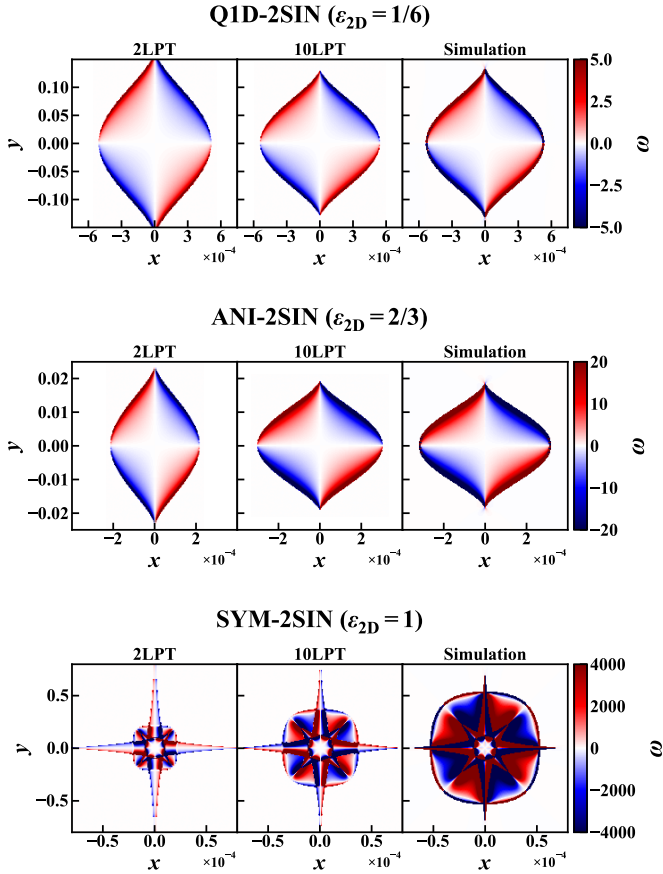 Q1D-2SIN (ε2D = 1/6)
2LPT 10LPT Simulation
0.10
0.05
0.00
−0.05
−0.10
y
−6 −3 0 3 6 −6 −3 0 3 6 −6 −3 0 3 6
x ×10⁻⁴ x ×10⁻⁴ x ×10⁻⁴
5.0
2.5
0.0
−2.5
−5.0
ω
ANI-2SIN (ε2D = 2/3)
2LPT 10LPT Simulation
0.02
0.01
0.00
−0.01
−0.02
y
−2 0 2 −2 0 2 −2 0 2
x ×10⁻⁴ x ×10⁻⁴ x ×10⁻⁴
20
10
0
−10
−20
ω
SYM-2SIN (ε2D = 1)
2LPT 10LPT Simulation
0.5
0.0
−0.5
y
−0.5 0.0 0.5 −0.5 0.0 0.5 −0.5 0.0 0.5
x ×10⁻⁴ x ×10⁻⁴ x ×10⁻⁴
4000
2000
0
−2000
−4000
ω